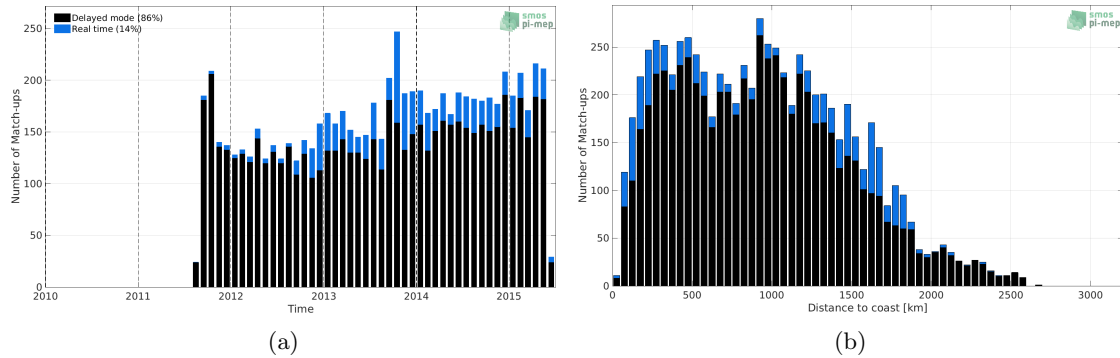 Delayed mode (86%)
Real time (14%)
smos
pi-mep
Number of Match-ups
250
200
150
100
50
0
2010
2011
2012
2013
2014
2015
Time
(a)
smos
pi-mep
Number of Match-ups
250
200
150
100
50
0
0
500
1000
1500
2000
2500
3000
Distance to coast [km]
(b)